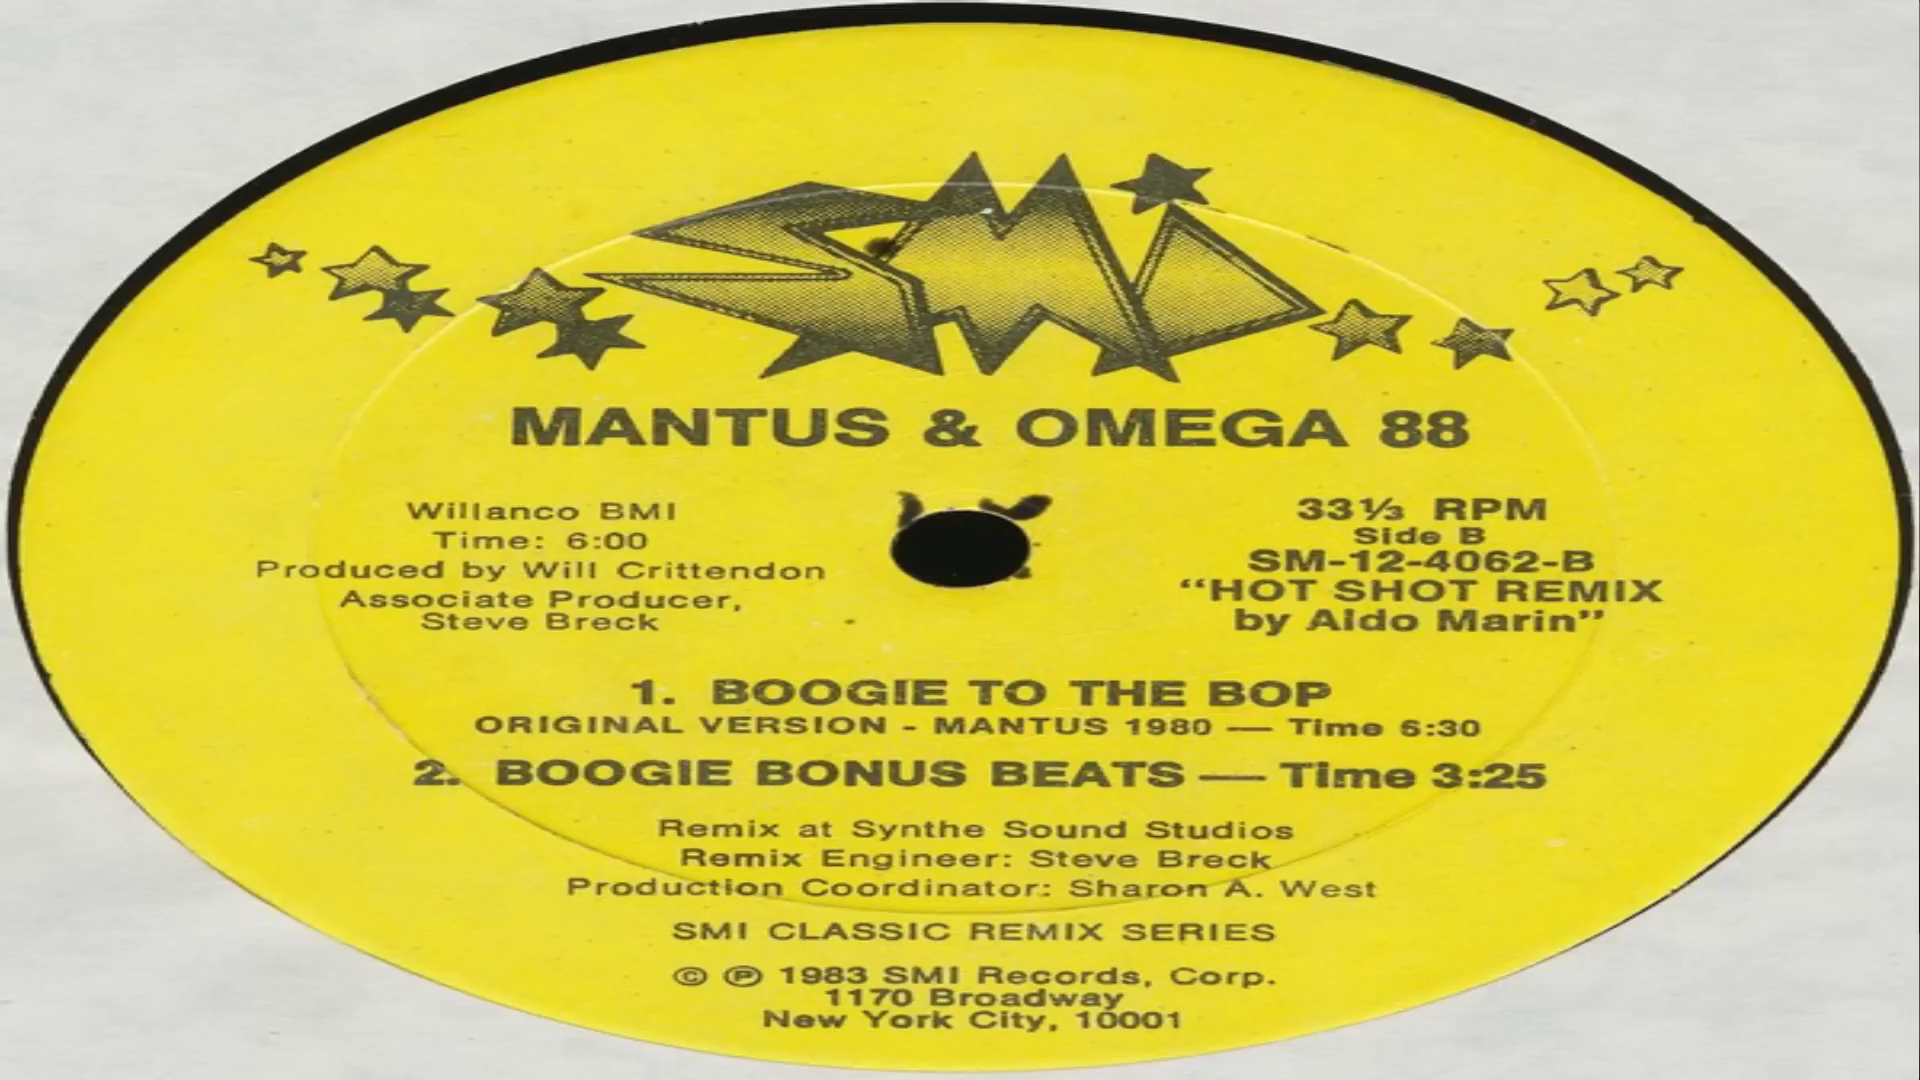 SMI
MANTUS & OMEGA 88
Willanco BMI
Time: 6:00
Produced by Will Crittendon
Associate Producer,
Steve Breck
33⅓ RPM
Side B
SM-12-4062-B
“HOT SHOT REMIX
by Aldo Marin”
1. BOOGIE TO THE BOP
ORIGINAL VERSION - MANTUS 1980 — Time 6:30
2. BOOGIE BONUS BEATS — Time 3:25
Remix at Synthe Sound Studios
Remix Engineer: Steve Breck
Production Coordinator: Sharon A. West
SMI CLASSIC REMIX SERIES
© ℗ 1983 SMI Records, Corp.
1170 Broadway
New York City, 10001